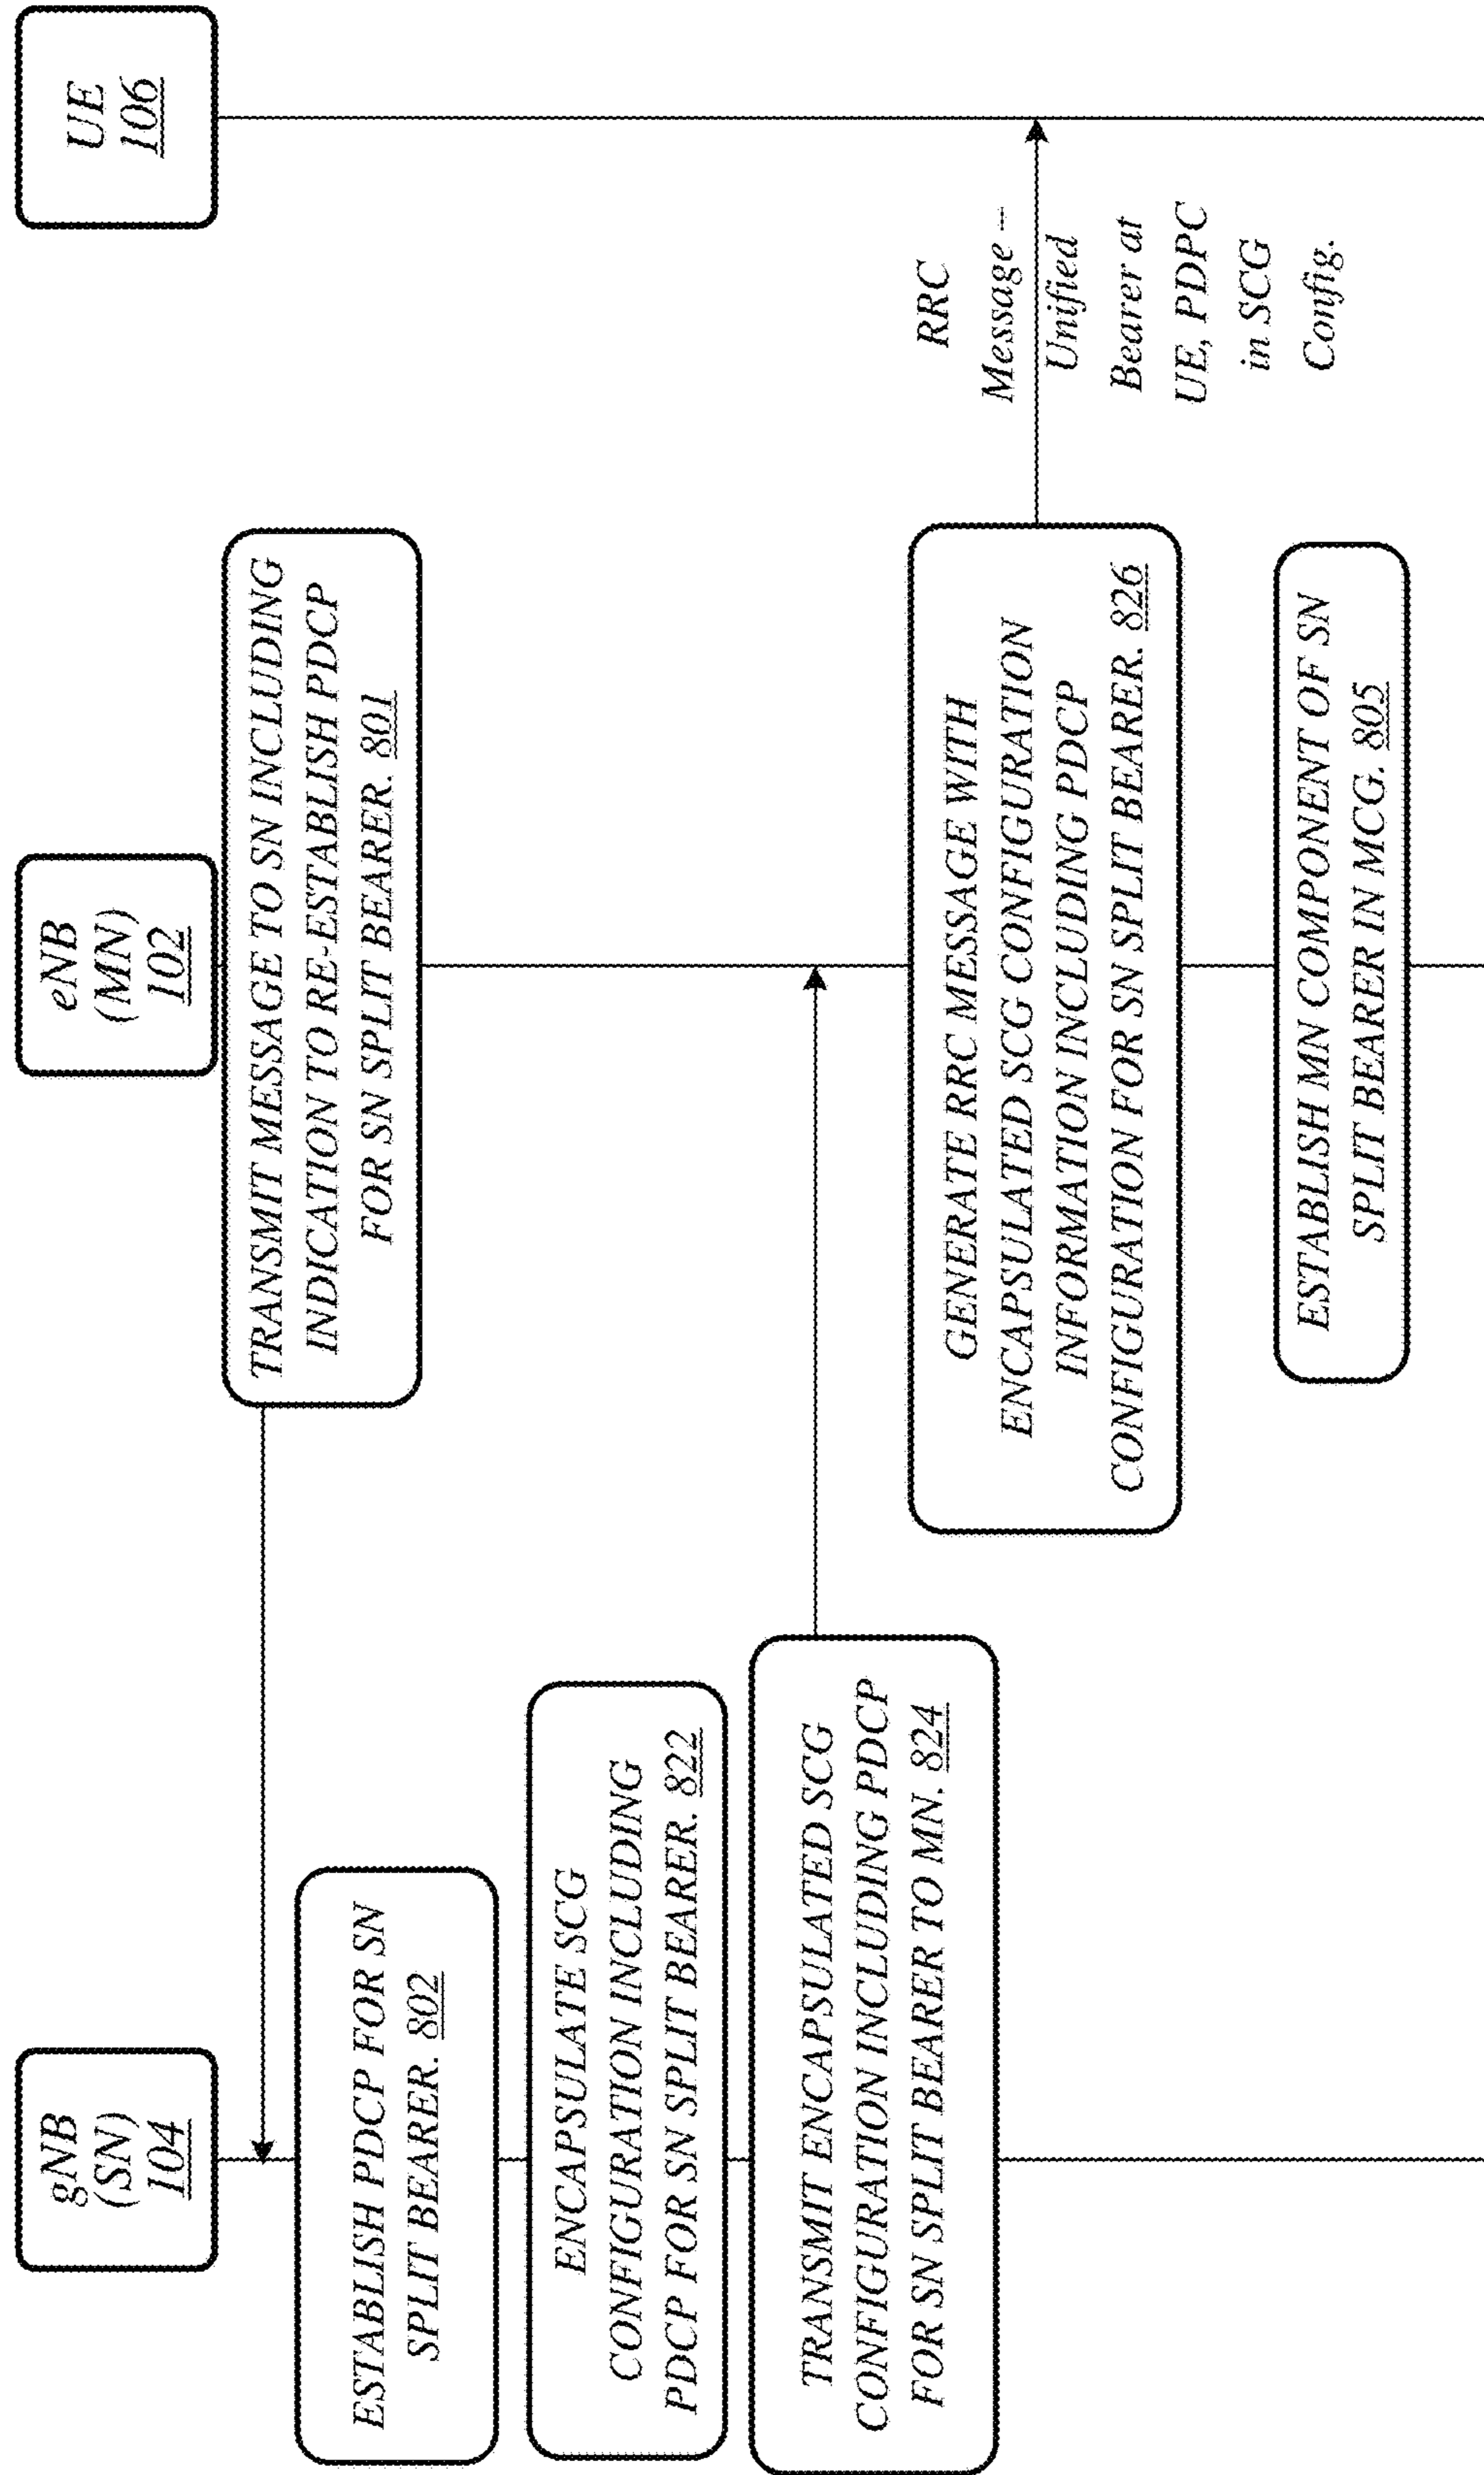 gNB
(SN)
104
eNB
(MN)
102
UE
106
TRANSMIT MESSAGE TO SN INCLUDING
INDICATION TO RE-ESTABLISH PDCP
FOR SN SPLIT BEARER. 801
ESTABLISH PDCP FOR SN
SPLIT BEARER. 802
ENCAPSULATE SCG
CONFIGURATION INCLUDING
PDCP FOR SN SPLIT BEARER. 822
TRANSMIT ENCAPSULATED SCG
CONFIGURATION INCLUDING PDCP
FOR SN SPLIT BEARER TO MN. 824
GENERATE RRC MESSAGE WITH
ENCAPSULATED SCG CONFIGURATION
INFORMATION INCLUDING PDCP
CONFIGURATION FOR SN SPLIT BEARER. 826
RRC
Message –
Unified
Bearer at
UE, PDPC
in SCG
Config.
ESTABLISH MN COMPONENT OF SN
SPLIT BEARER IN MCG. 805